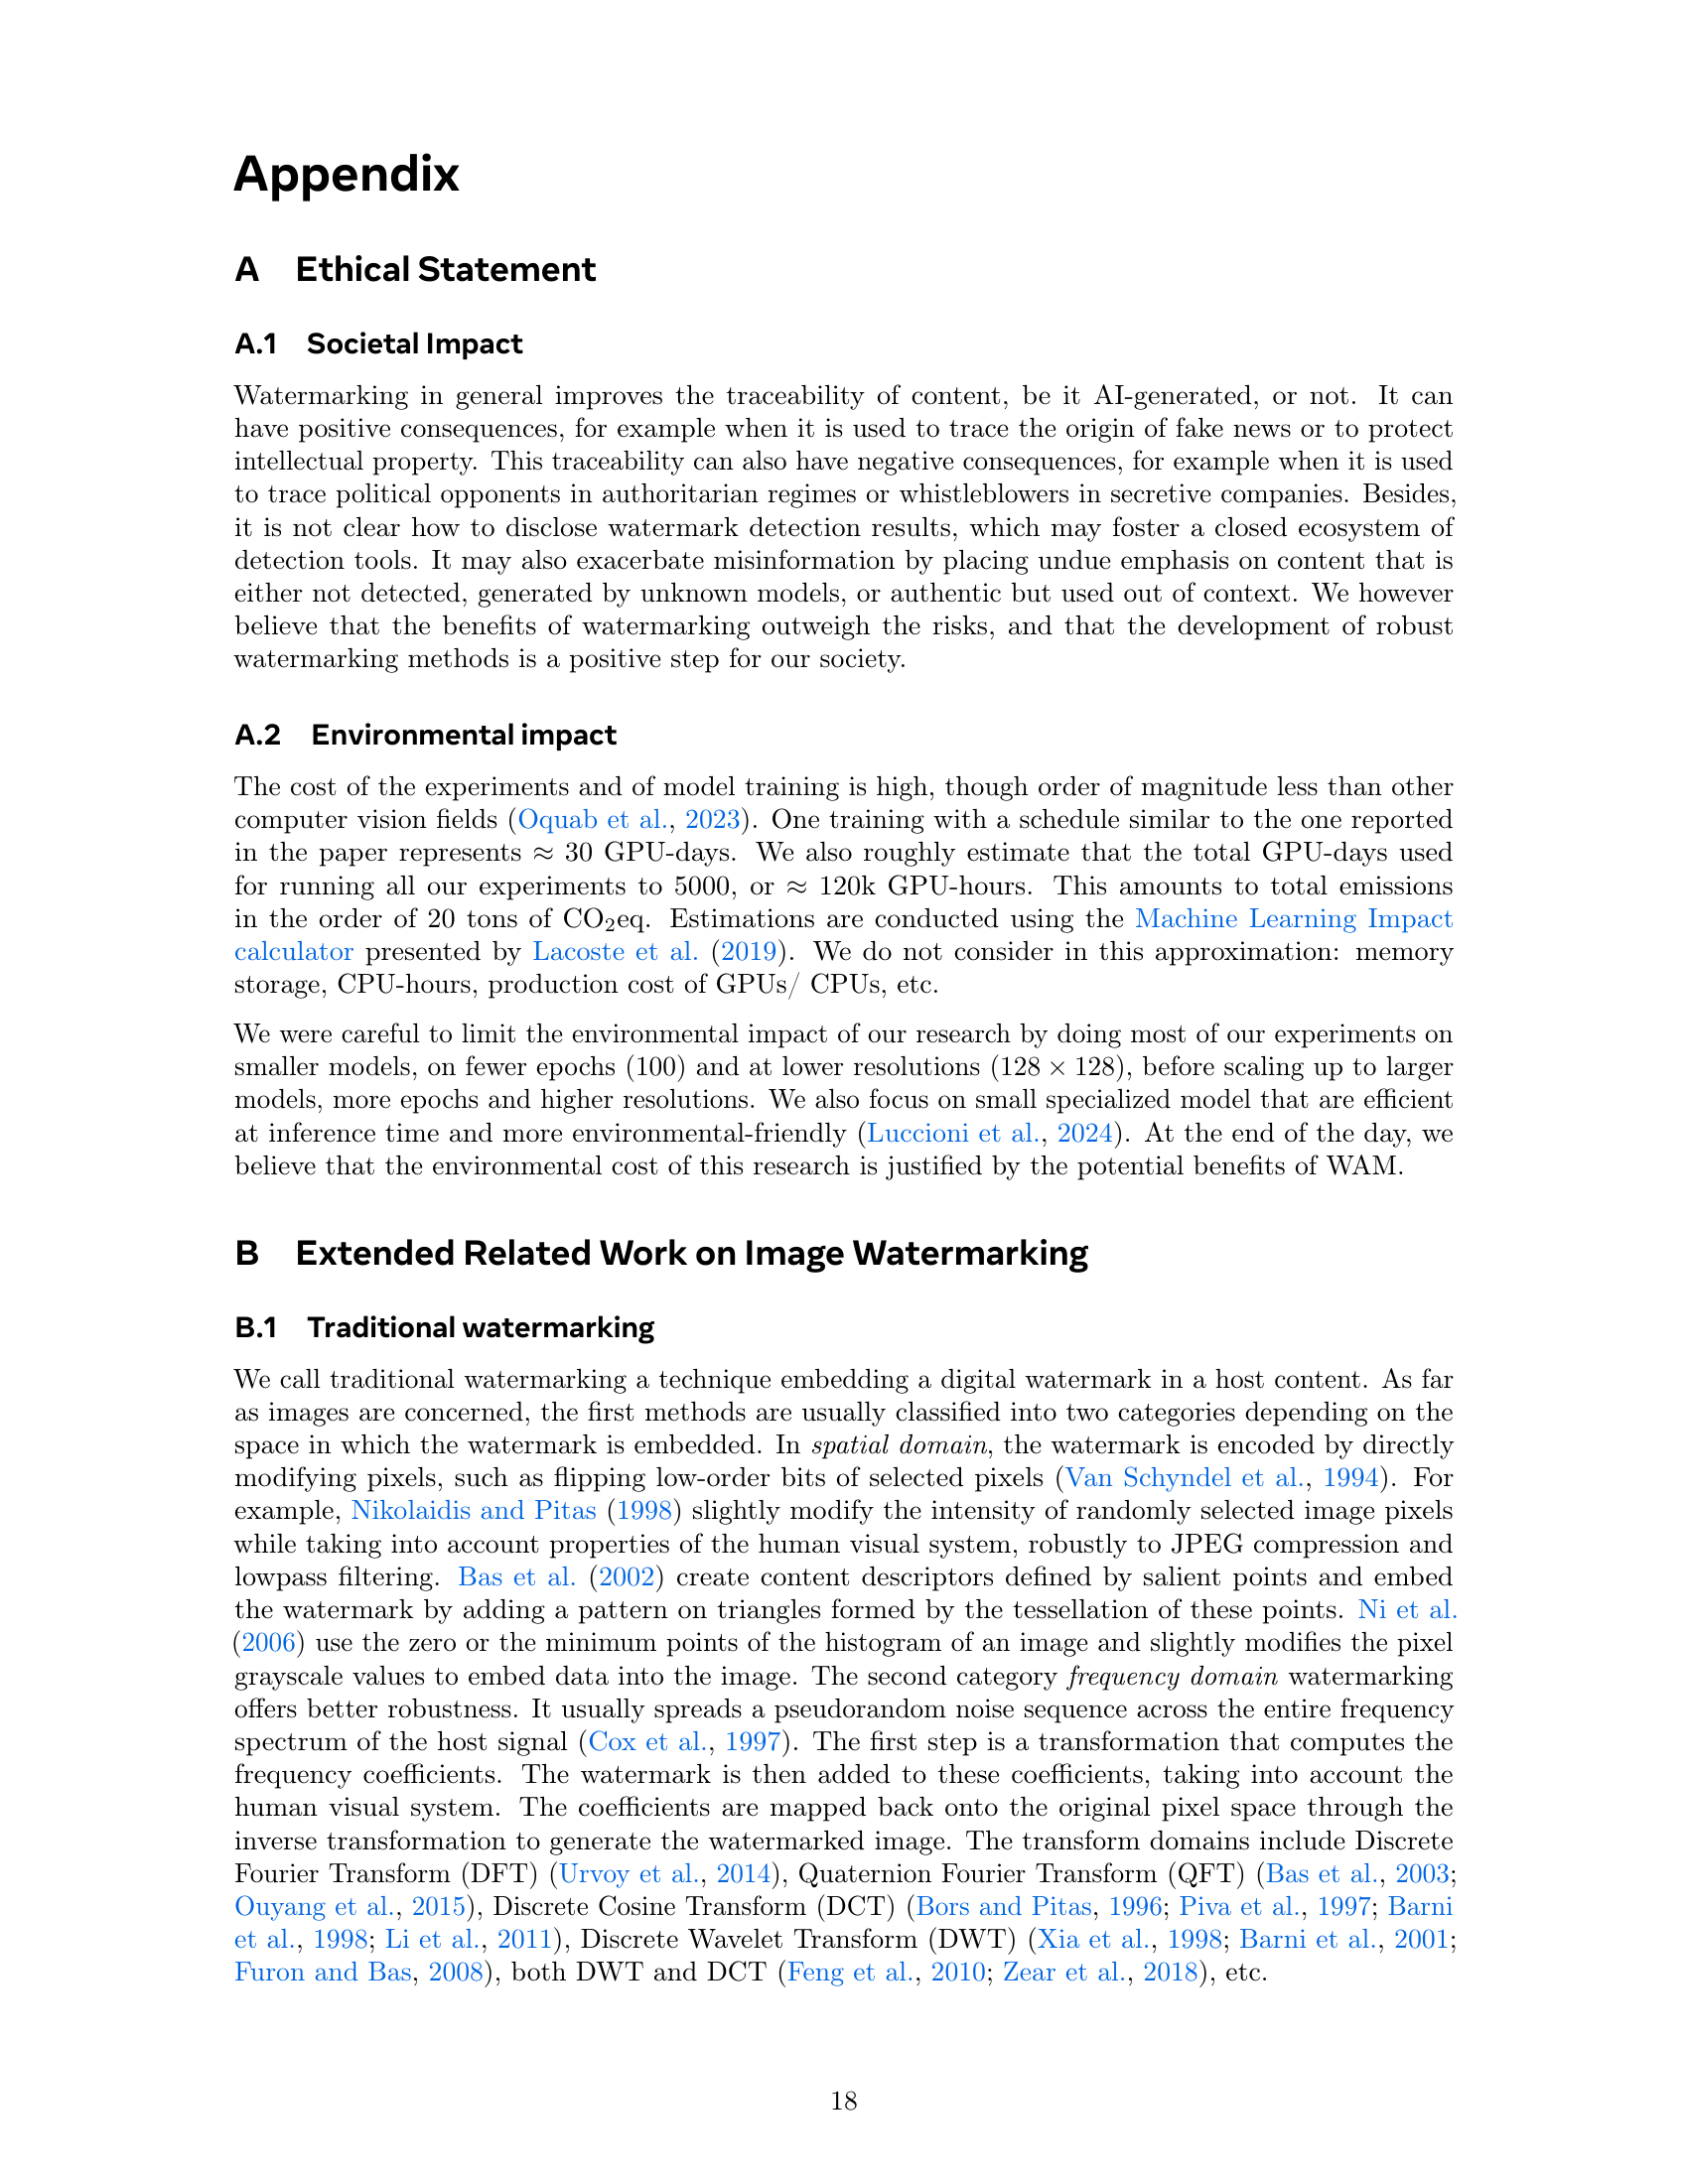 Appendix
A Ethical Statement
A.1 Societal Impact
Watermarking in general improves the traceability of content, be it AI-generated, or not. It can
have positive consequences, for example when it is used to trace the origin of fake news or to protect
intellectual property. This traceability can also have negative consequences, for example when it is used
to trace political opponents in authoritarian regimes or whistleblowers in secretive companies. Besides,
it is not clear how to disclose watermark detection results, which may foster a closed ecosystem of
detection tools. It may also exacerbate misinformation by placing undue emphasis on content that is
either not detected, generated by unknown models, or authentic but used out of context. We however
believe that the benefits of watermarking outweigh the risks, and that the development of robust
watermarking methods is a positive step for our society.
A.2 Environmental impact
The cost of the experiments and of model training is high, though order of magnitude less than other
computer vision fields (Oquab et al., 2023). One training with a schedule similar to the one reported
in the paper represents ≈ 30 GPU-days. We also roughly estimate that the total GPU-days used
for running all our experiments to 5000, or ≈ 120k GPU-hours. This amounts to total emissions
in the order of 20 tons of CO₂eq. Estimations are conducted using the Machine Learning Impact
calculator presented by Lacoste et al. (2019). We do not consider in this approximation: memory
storage, CPU-hours, production cost of GPUs/ CPUs, etc.
We were careful to limit the environmental impact of our research by doing most of our experiments on
smaller models, on fewer epochs (100) and at lower resolutions (128 × 128), before scaling up to larger
models, more epochs and higher resolutions. We also focus on small specialized model that are efficient
at inference time and more environmental-friendly (Luccioni et al., 2024). At the end of the day, we
believe that the environmental cost of this research is justified by the potential benefits of WAM.
B Extended Related Work on Image Watermarking
B.1 Traditional watermarking
We call traditional watermarking a technique embedding a digital watermark in a host content. As far
as images are concerned, the first methods are usually classified into two categories depending on the
space in which the watermark is embedded. In spatial domain, the watermark is encoded by directly
modifying pixels, such as flipping low-order bits of selected pixels (Van Schyndel et al., 1994). For
example, Nikolaidis and Pitas (1998) slightly modify the intensity of randomly selected image pixels
while taking into account properties of the human visual system, robustly to JPEG compression and
lowpass filtering. Bas et al. (2002) create content descriptors defined by salient points and embed
the watermark by adding a pattern on triangles formed by the tessellation of these points. Ni et al.
(2006) use the zero or the minimum points of the histogram of an image and slightly modifies the pixel
grayscale values to embed data into the image. The second category frequency domain watermarking
offers better robustness. It usually spreads a pseudorandom noise sequence across the entire frequency
spectrum of the host signal (Cox et al., 1997). The first step is a transformation that computes the
frequency coefficients. The watermark is then added to these coefficients, taking into account the
human visual system. The coefficients are mapped back onto the original pixel space through the
inverse transformation to generate the watermarked image. The transform domains include Discrete
Fourier Transform (DFT) (Urvoy et al., 2014), Quaternion Fourier Transform (QFT) (Bas et al., 2003;
Ouyang et al., 2015), Discrete Cosine Transform (DCT) (Bors and Pitas, 1996; Piva et al., 1997; Barni
et al., 1998; Li et al., 2011), Discrete Wavelet Transform (DWT) (Xia et al., 1998; Barni et al., 2001;
Furon and Bas, 2008), both DWT and DCT (Feng et al., 2010; Zear et al., 2018), etc.
18